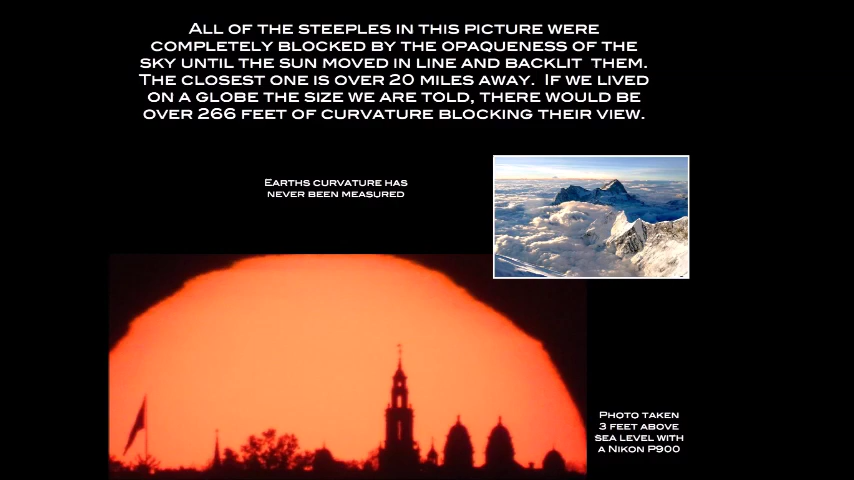 ALL OF THE STEEPLES IN THIS PICTURE WERE
COMPLETELY BLOCKED BY THE OPAQUENESS OF THE
SKY UNTIL THE SUN MOVED IN LINE AND BACKLIT THEM.
THE CLOSEST ONE IS OVER 20 MILES AWAY. IF WE LIVED
ON A GLOBE THE SIZE WE ARE TOLD, THERE WOULD BE
OVER 266 FEET OF CURVATURE BLOCKING THEIR VIEW.
EARTHS CURVATURE HAS
NEVER BEEN MEASURED
PHOTO TAKEN
3 FEET ABOVE
SEA LEVEL WITH
A NIKON P900